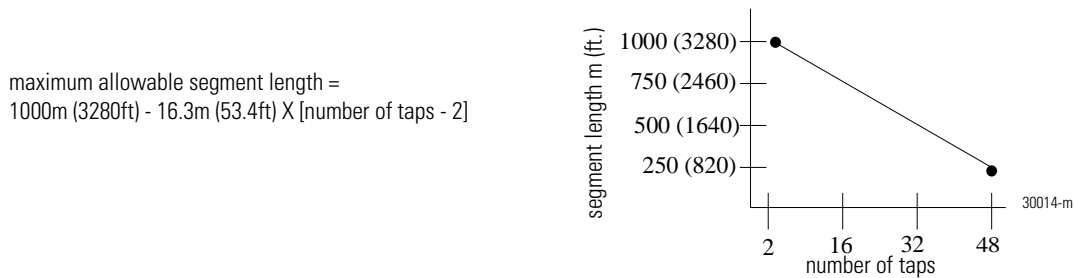 maximum allowable segment length =
1000m (3280ft) - 16.3m (53.4ft) X [number of taps - 2]
segment length m (ft.)
1000 (3280)
750 (2460)
500 (1640)
250 (820)
30014-m
2 16 32 48
number of taps